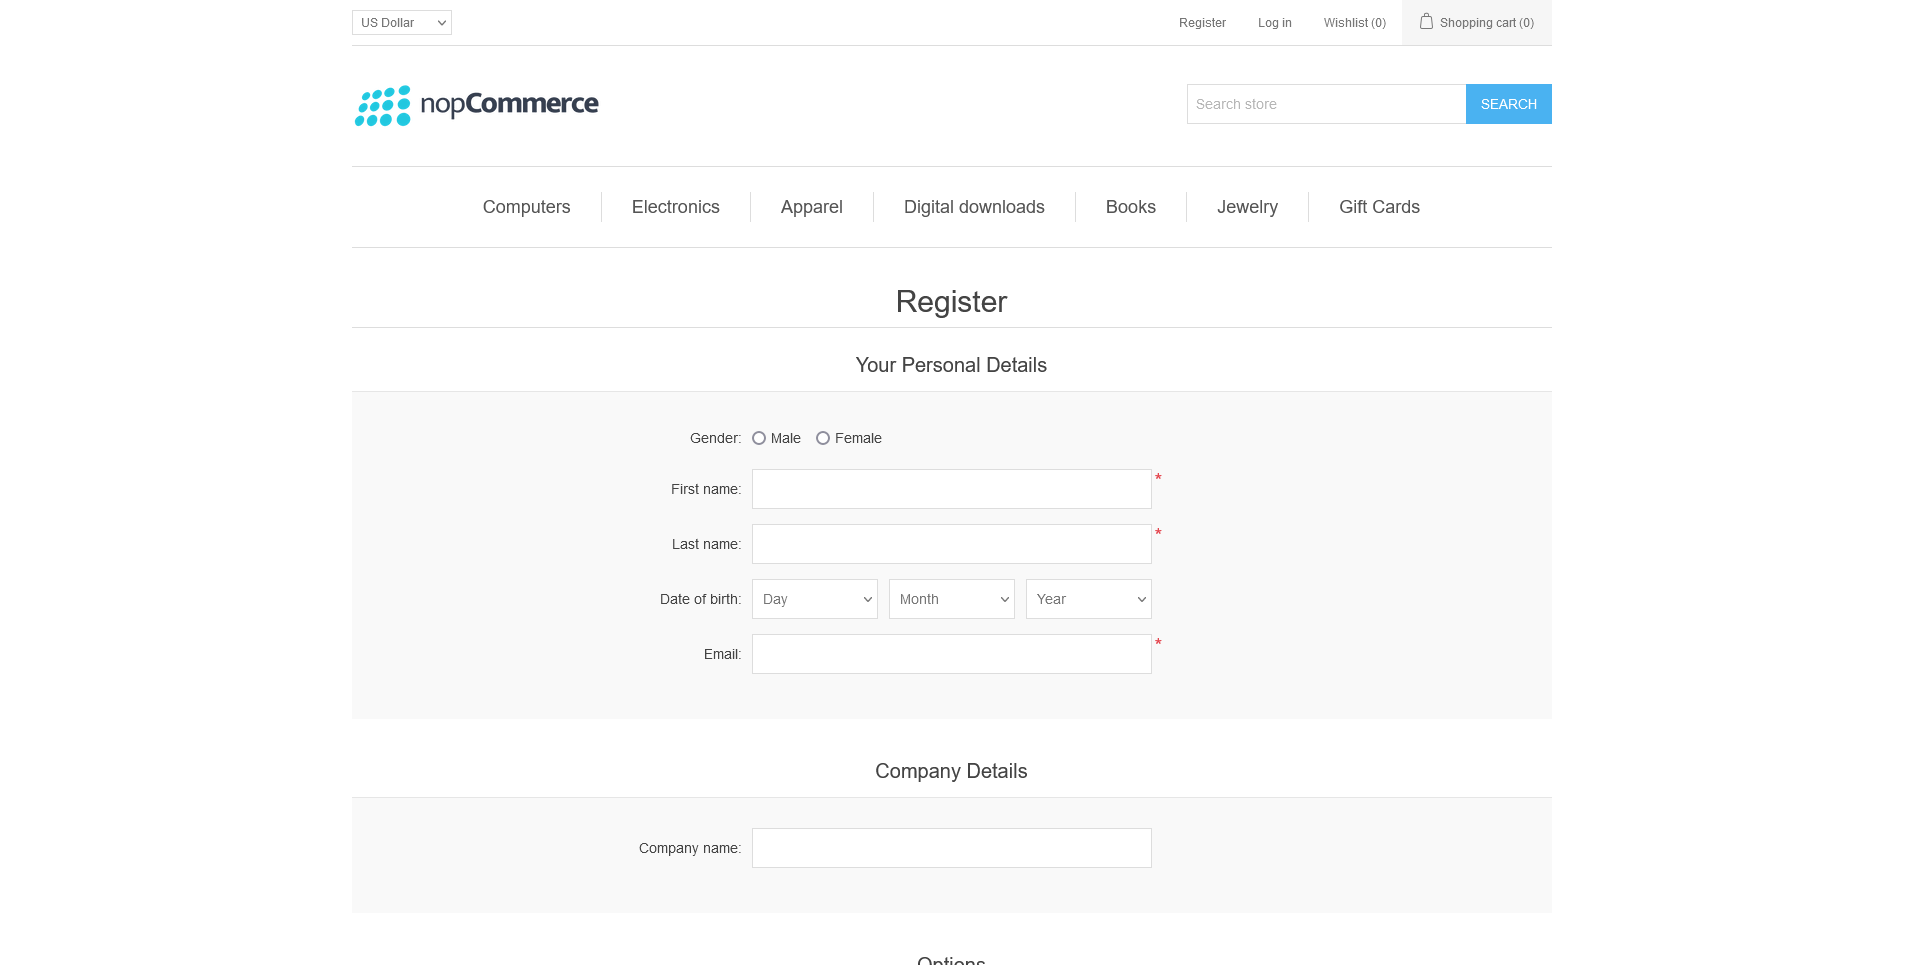 US Dollar
Register
Log in
Wishlist (0)
Shopping cart (0)
nopCommerce
Search store
SEARCH
Computers
Electronics
Apparel
Digital downloads
Books
Jewelry
Gift Cards
Register
Your Personal Details
Gender: Male Female
First name: *
Last name: *
Date of birth: Day Month Year
Email: *
Company Details
Company name:
Options